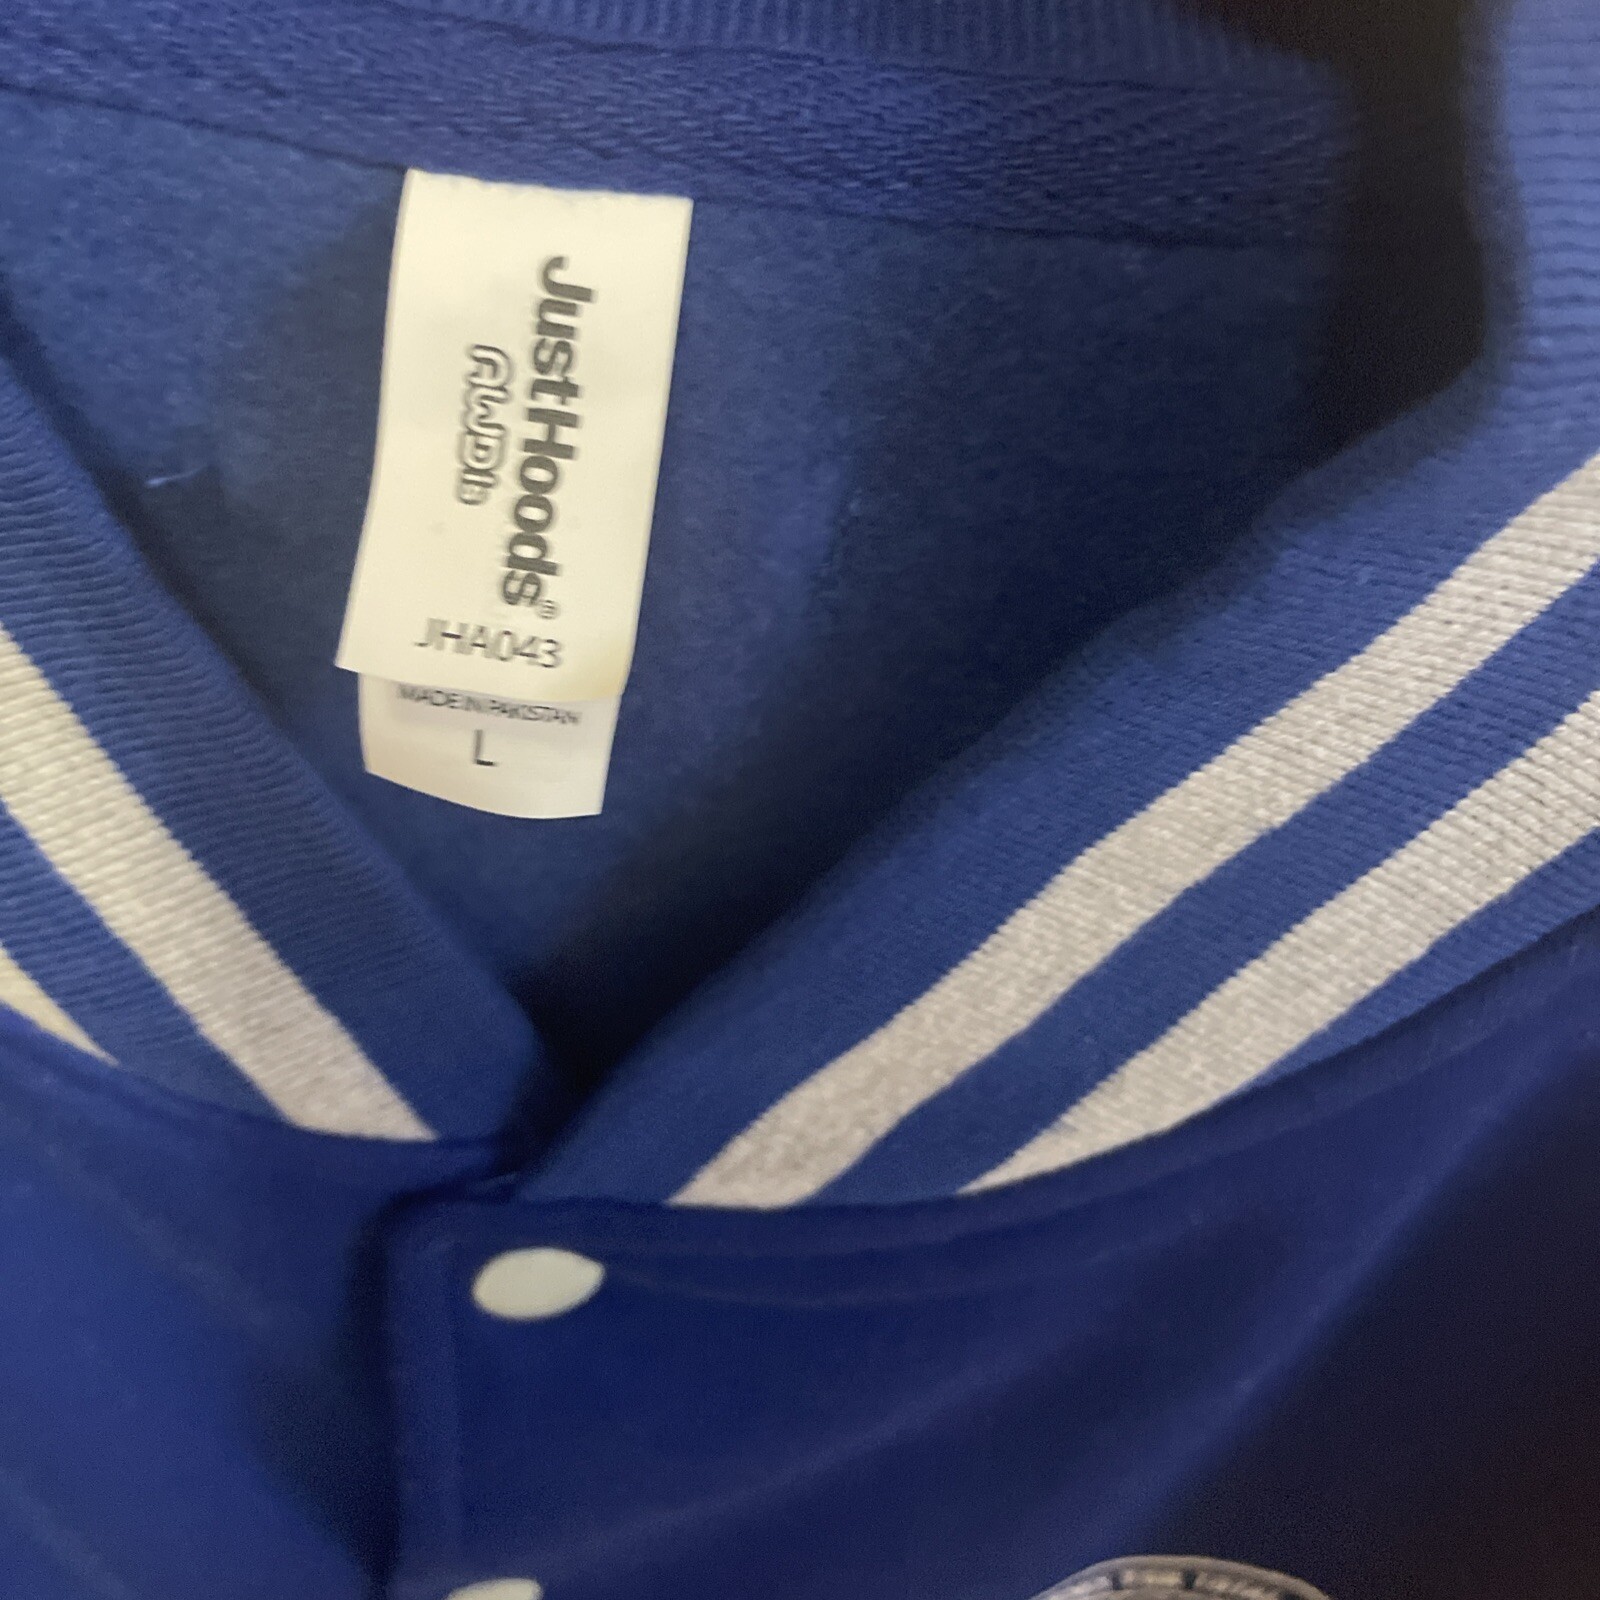 JustHoods®
AWDis
JHA043
MADE IN PAKISTAN
L